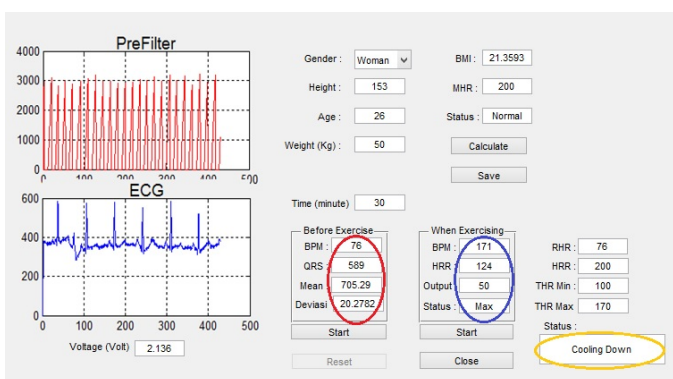 PreFilter
4000
3000
2000
1000
0
0 100 200 300 400 500
ECG
600
400
200
0
0 100 200 300 400 500
Voltage (Volt) 2.136
Gender : Woman
Height : 153
Age : 26
Weight (Kg) : 50
BMI : 21.3593
MHR : 200
Status : Normal
Calculate
Save
Time (minute) 30
Before Exercise
BPM : 76
QRS : 589
Mean 705.29
Deviasi 20.2782
Start
Reset
When Exercising
BPM : 171
HRR : 124
Output 50
Status : Max
Start
Close
RHR : 76
HRR : 200
THR Min : 100
THR Max 170
Status :
Cooling Down